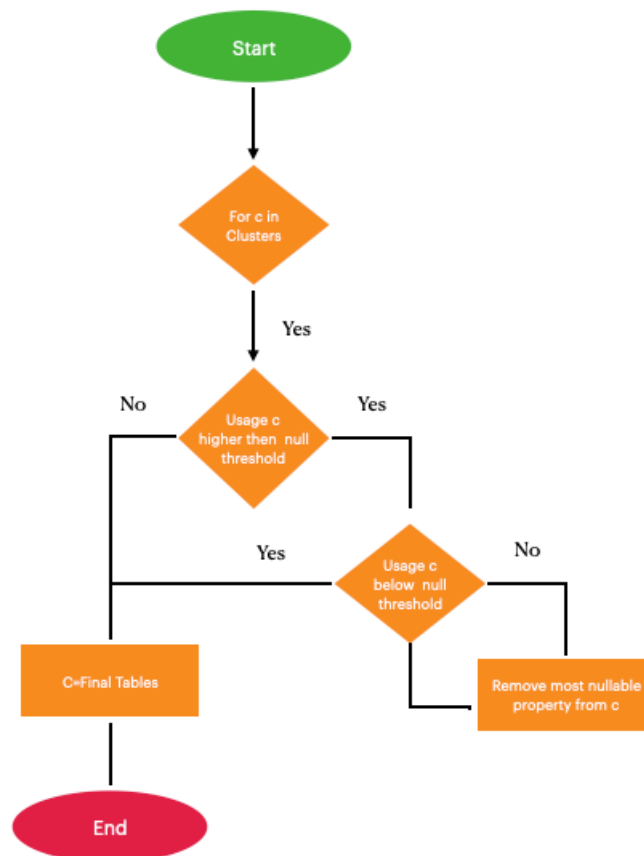 Start
For c in
Clusters
Yes
No
Yes
Usage c
higher then null
threshold
Yes
No
Usage c
below null
threshold
C=Final Tables
Remove most nullable
property from c
End